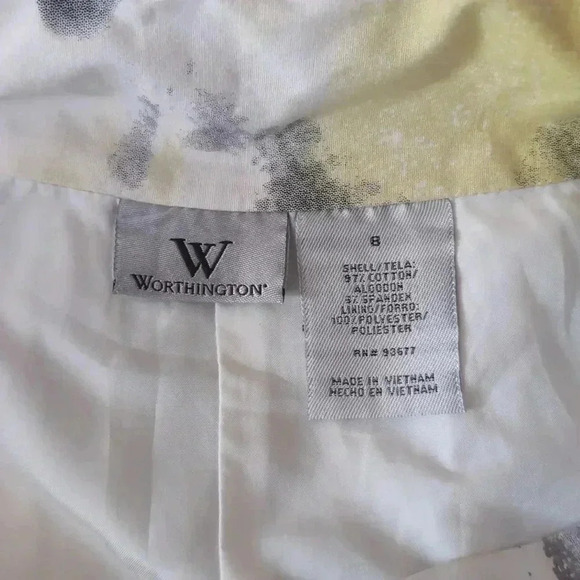 W
WORTHINGTON®
8
SHELL/TELA:
97% COTTON/
ALGODON
3% SPANDEX
LINING/FORRO:
100% POLYESTER/
POLIESTER
RN# 93677
MADE IN VIETNAM
HECHO EN VIETNAM